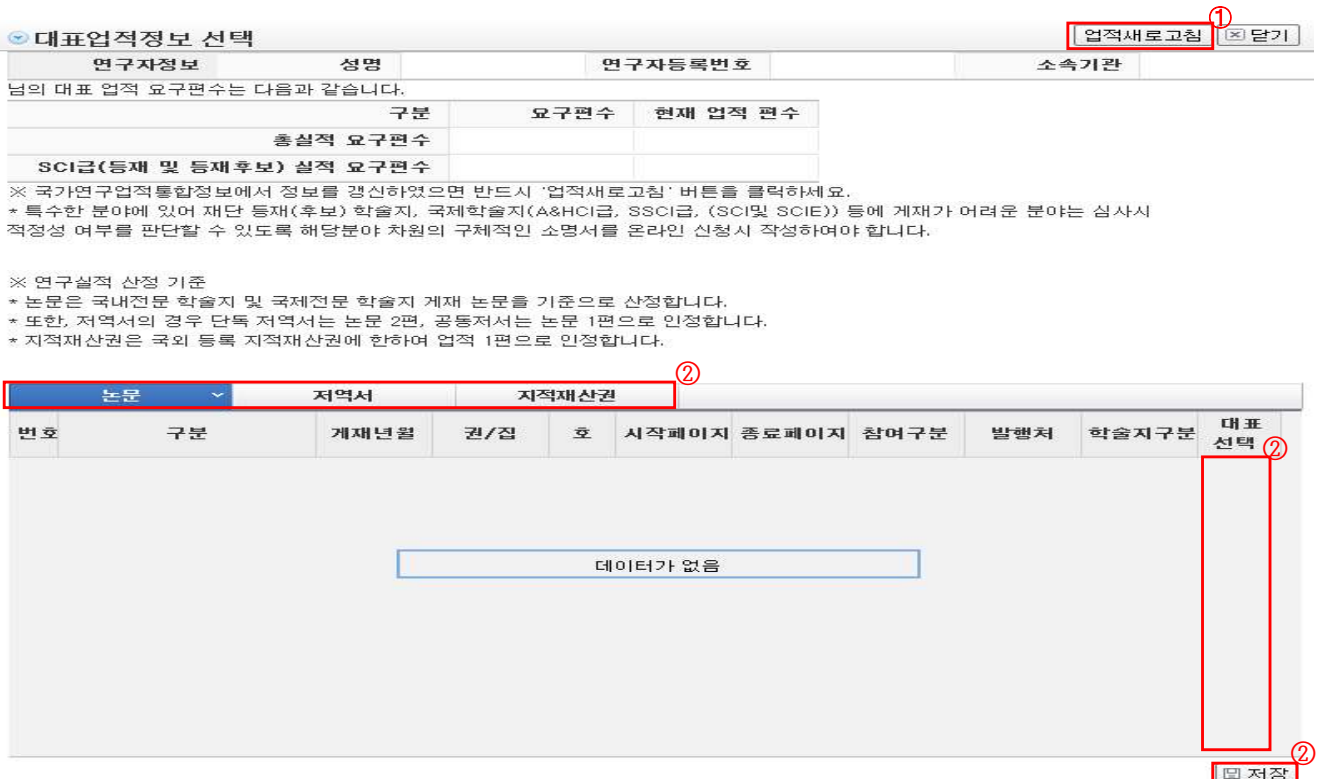 ①
대표업적정보 선택 업적새로고침 닫기
연구자정보 성명 연구자등록번호 소속기관
님의 대표 업적 요구편수는 다음과 같습니다.
구분 요구편수 현재 업적 편수
총실적 요구편수
SCI급(등재 및 등재후보) 실적 요구편수
※ 국가연구업적통합정보에서 정보를 갱신하였으면 반드시 '업적새로고침' 버튼을 클릭하세요.
* 특수한 분야에 있어 재단 등재(후보) 학술지, 국제학술지(A&HCI급, SSCI급, (SCI및 SCIE)) 등에 게재가 어려운 분야는 심사시
적정성 여부를 판단할 수 있도록 해당분야 차원의 구체적인 소명서를 온라인 신청시 작성하여야 합니다.
※ 연구실적 산정 기준
* 논문은 국내전문 학술지 및 국제전문 학술지 게재 논문을 기준으로 산정합니다.
* 또한, 저역서의 경우 단독 저역서는 논문 2편, 공동저서는 논문 1편으로 인정합니다.
* 지적재산권은 국외 등록 지적재산권에 한하여 업적 1편으로 인정합니다.
②
논문 저역서 지적재산권
번호 구분 게재년월 권/집 호 시작페이지 종료페이지 참여구분 발행처 학술지구분 대표
선택 ②
데이터가 없음
②
저장